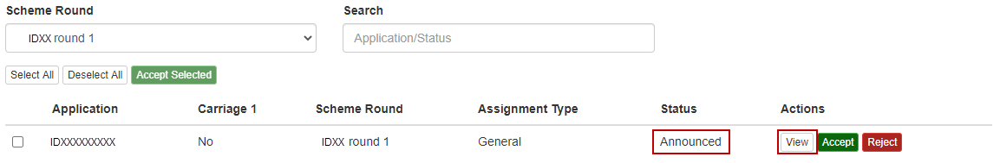 Scheme Round Search
IDXX round 1 Application/Status
Select All Deselect All Accept Selected
Application Carriage 1 Scheme Round Assignment Type Status Actions
IDXXXXXXXXX No IDXX round 1 General Announced View Accept Reject